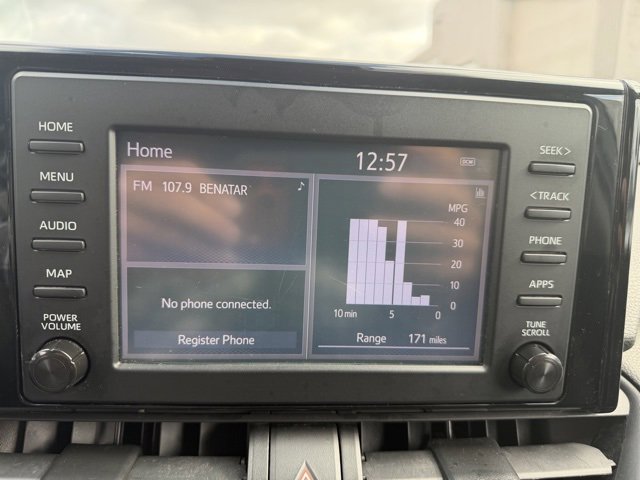 HOME
MENU
AUDIO
MAP
POWER
VOLUME
Home
12:57
DCM
FM 107.9 BENATAR
No phone connected.
Register Phone
MPG
40
30
20
10
0
10 min 5 0
Range 171 miles
SEEK >
< TRACK
PHONE
APPS
TUNE
SCROLL